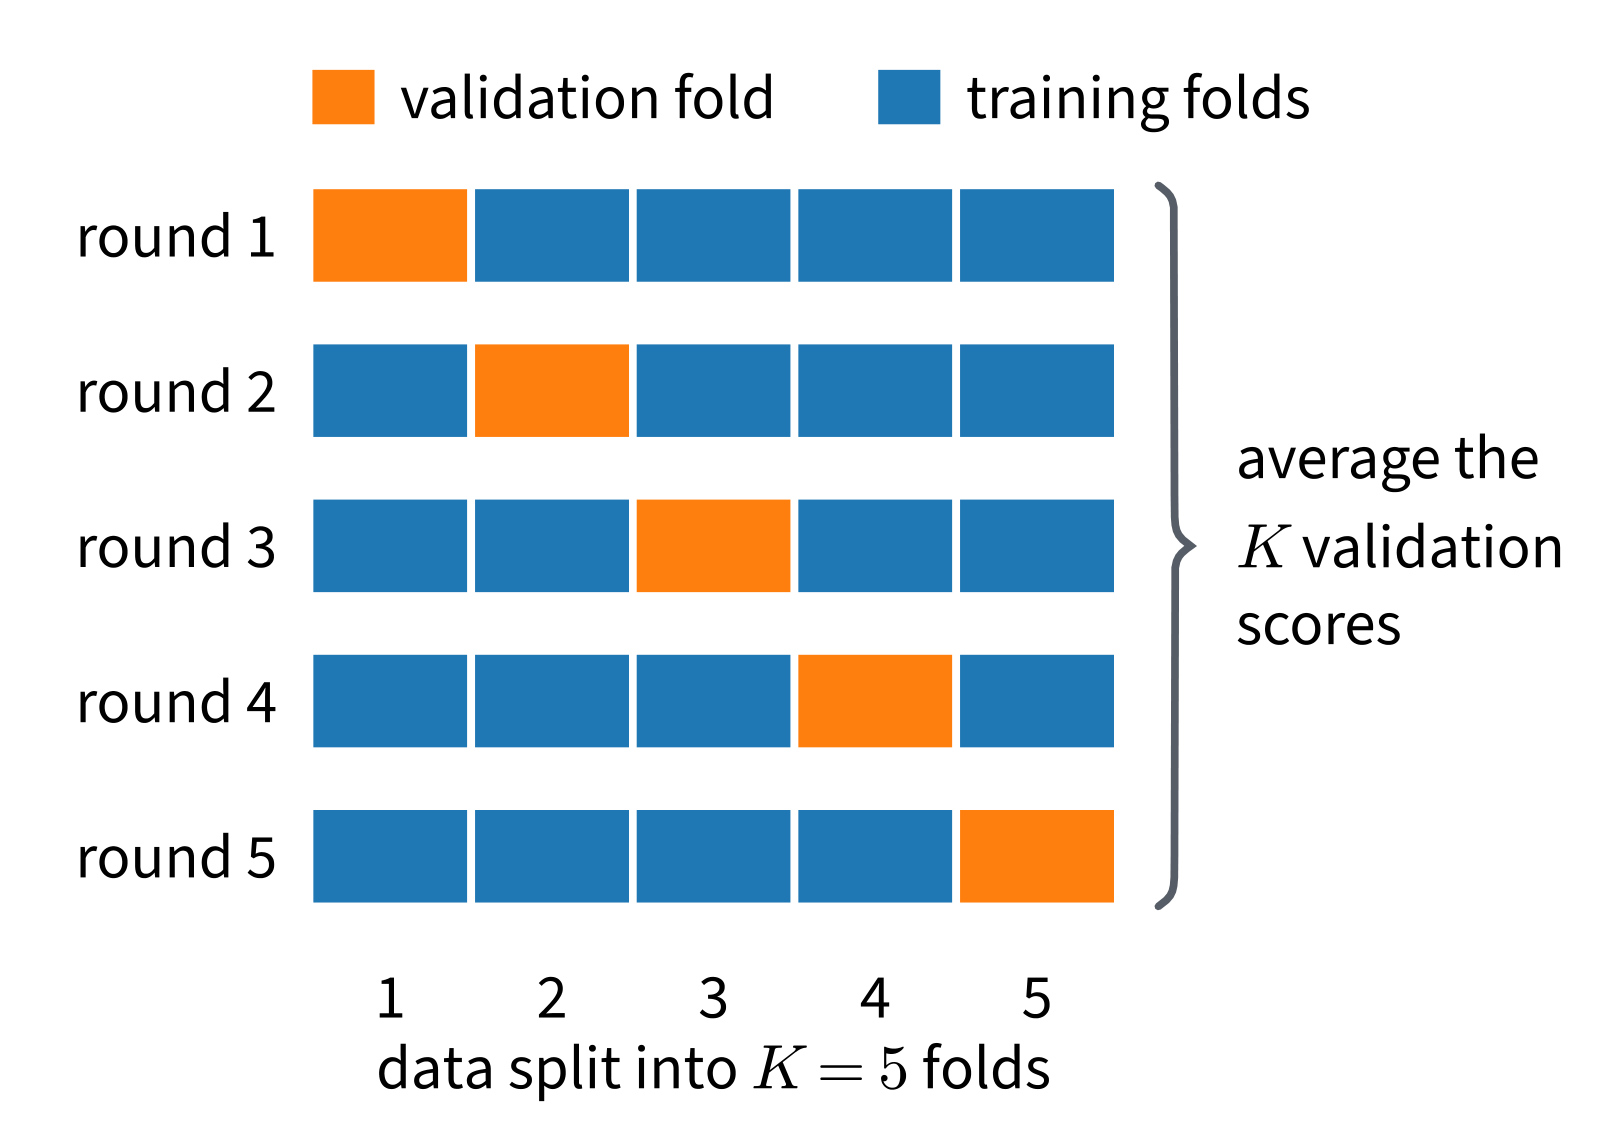 validation fold training folds
round 1
round 2
round 3
round 4
round 5
average the
K validation
scores
1 2 3 4 5
data split into K = 5 folds